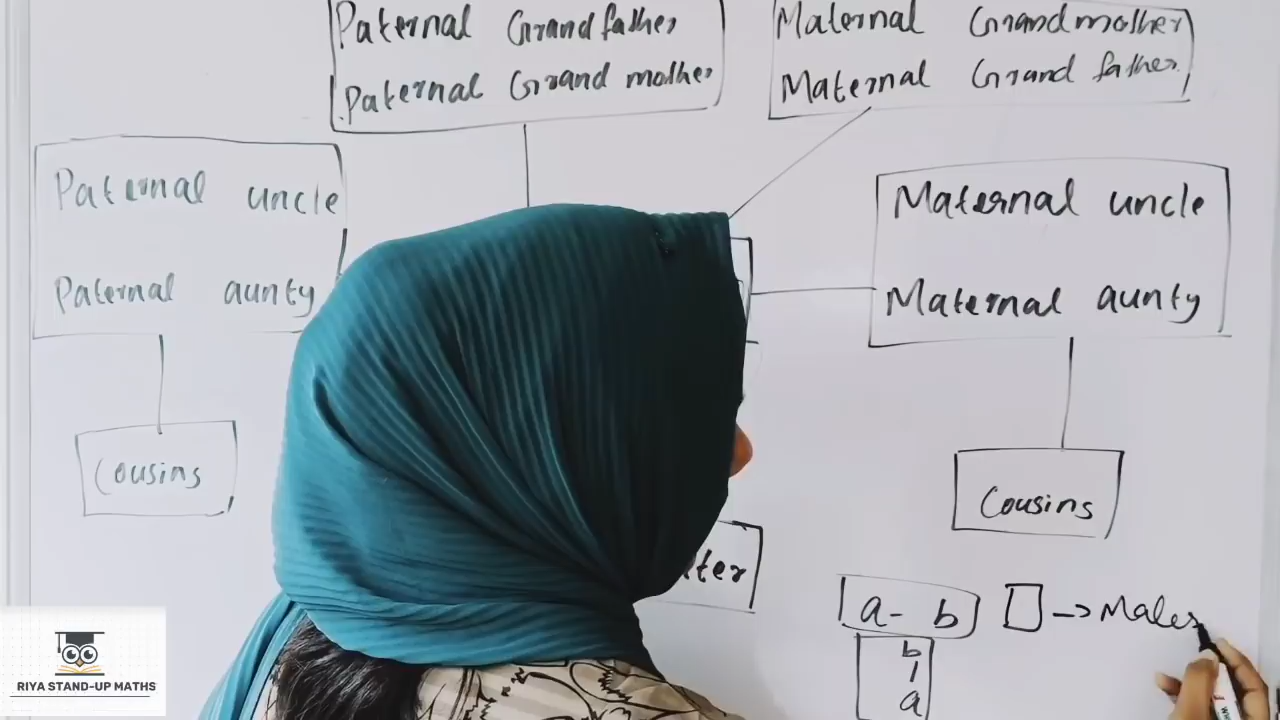 Paternal Grandfather
Paternal Grand mother
Maternal Grandmother
Maternal Grand father
Paternal uncle
Paternal aunty
Maternal uncle
Maternal aunty
Cousins
Cousins
a - b
□ → Males
b
a
RIYA STAND-UP MATHS